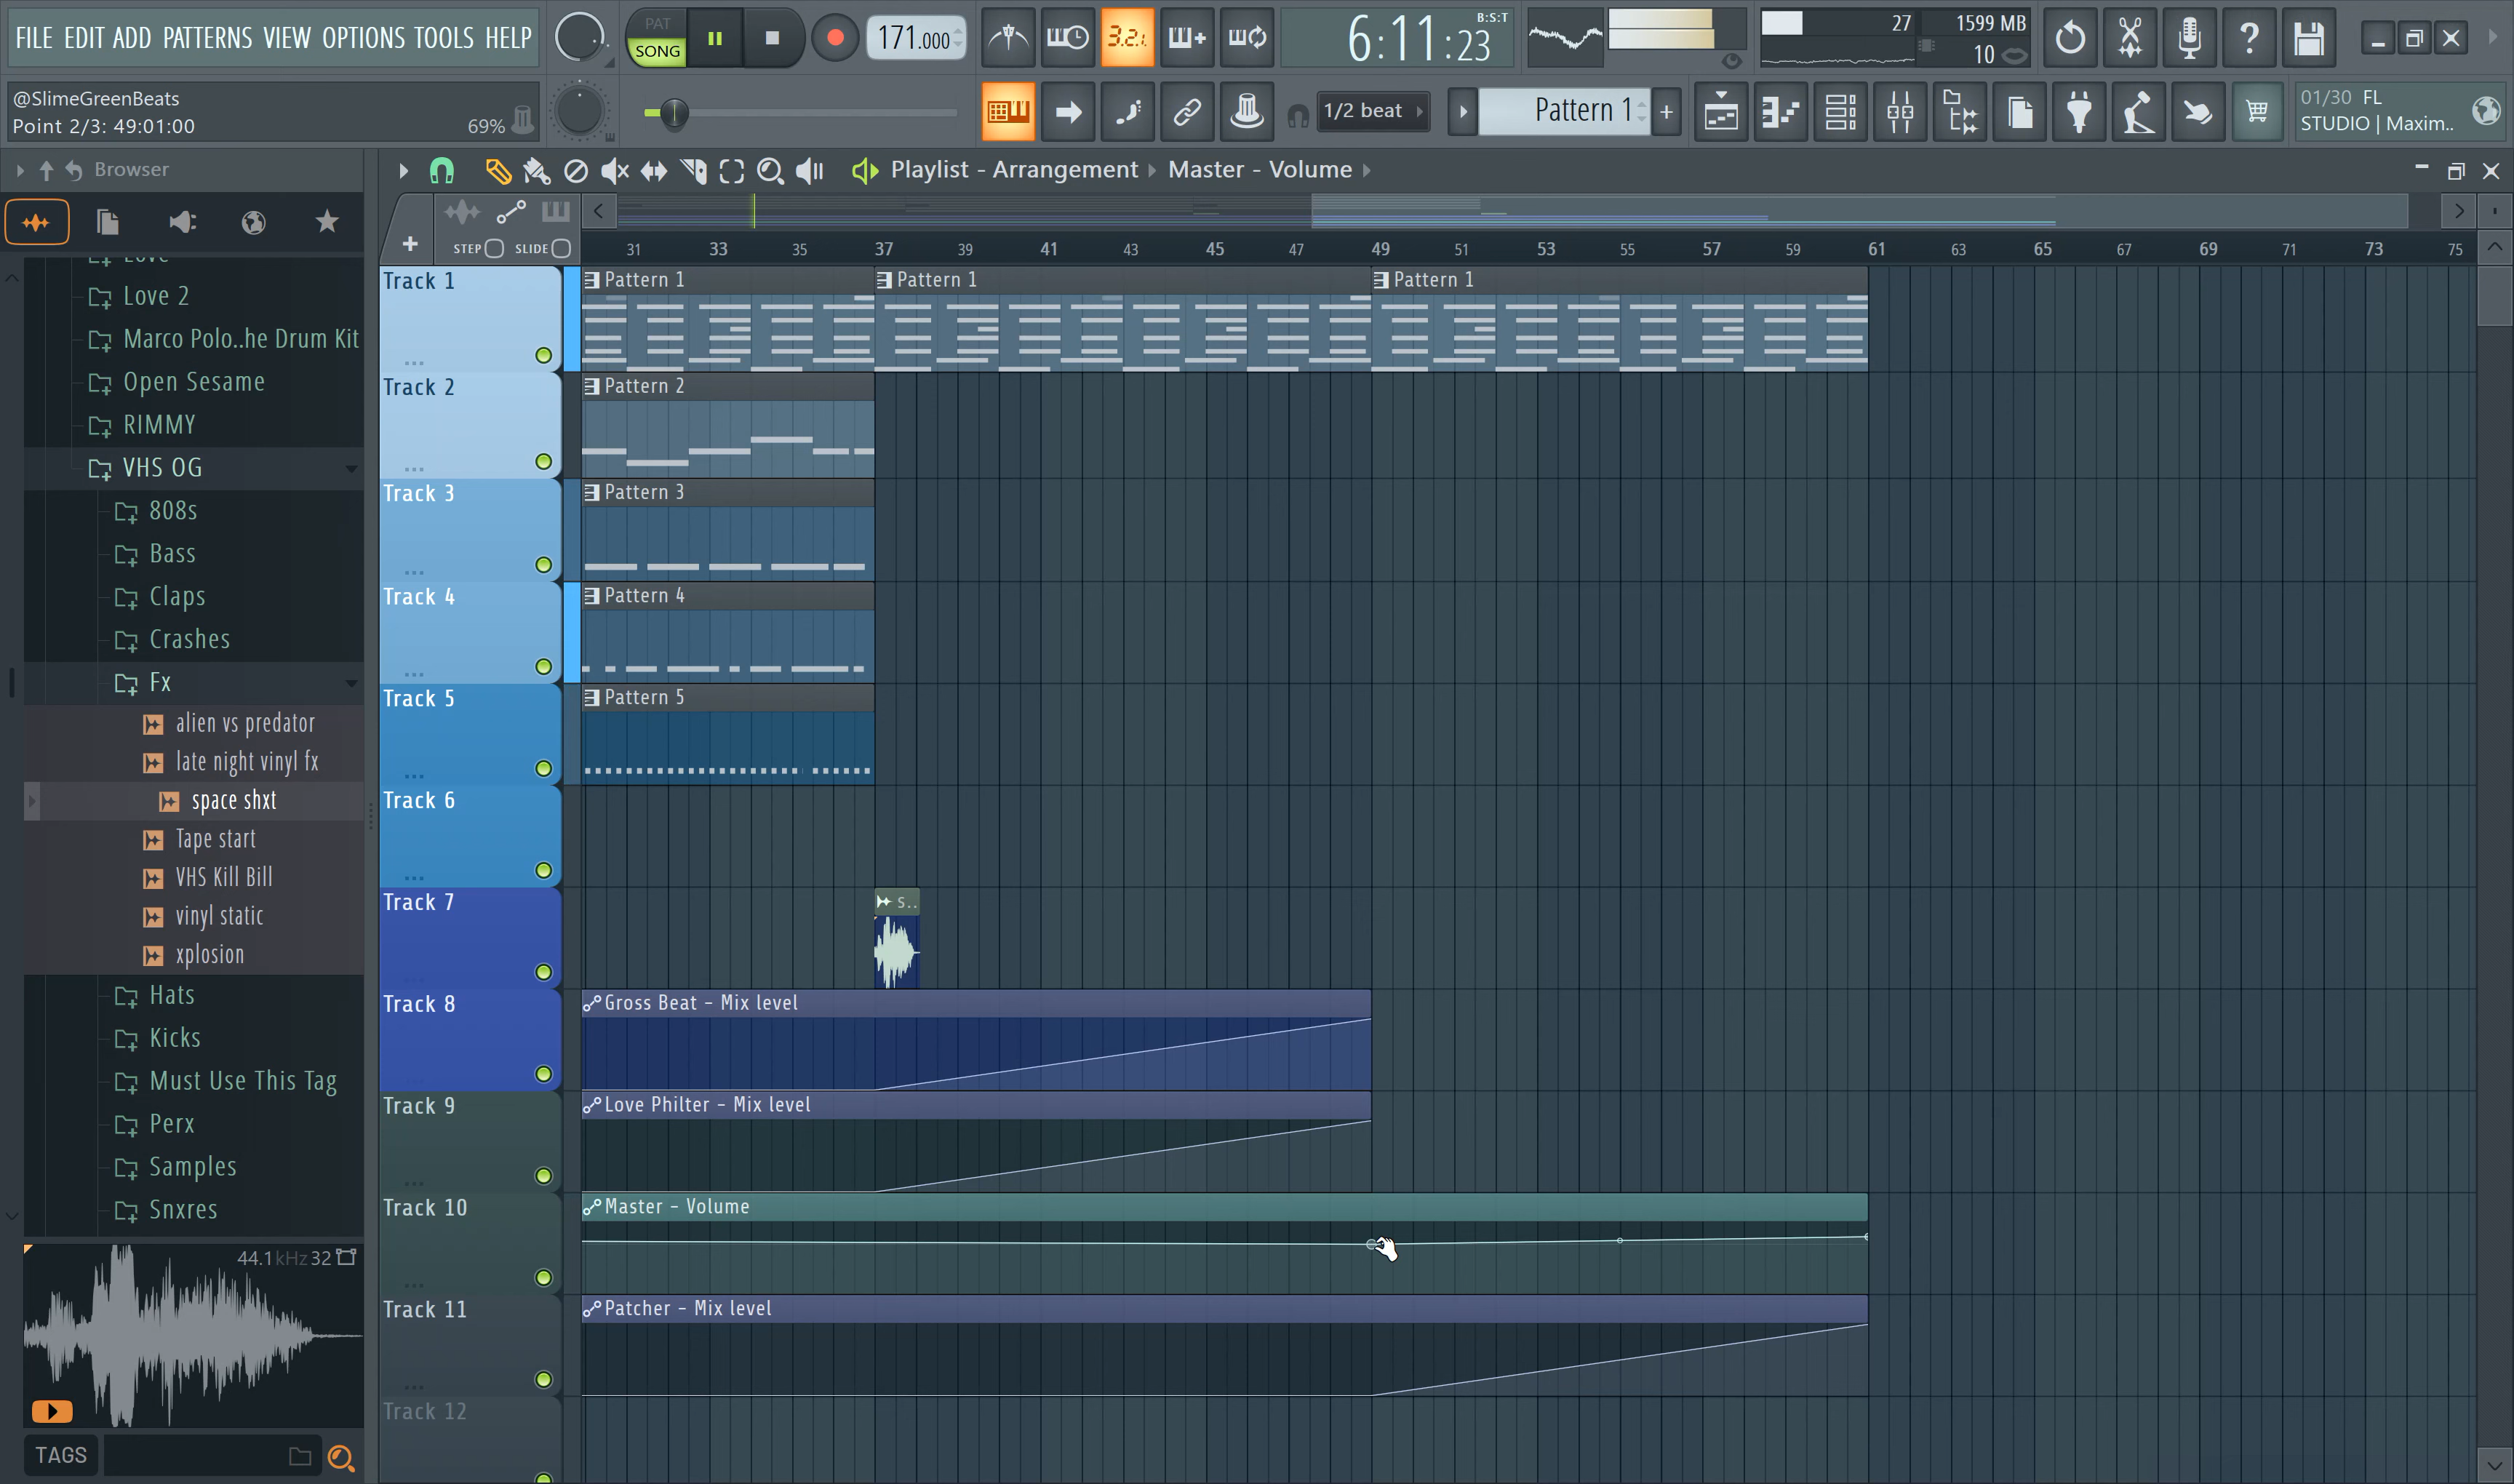 FILE EDIT ADD PATTERNS VIEW OPTIONS TOOLS HELP
PAT
SONG
171.000
3.2.1
6:11:23
B:S:T
27
1599 MB
10
@SlimeGreenBeats
Point 2/3: 49:01:00
69%
1/2 beat
Pattern 1
01/30 FL
STUDIO | Maxim..
Browser
Playlist - Arrangement
Master - Volume
STEP
SLIDE
31 33 35 37 39 41 43 45 47 49 51 53 55 57 59 61 63 65 67 69 71 73 75
Love
Love 2
Marco Polo..he Drum Kit
Open Sesame
RIMMY
VHS OG
808s
Bass
Claps
Crashes
Fx
alien vs predator
late night vinyl fx
space shxt
Tape start
VHS Kill Bill
vinyl static
xplosion
Hats
Kicks
Must Use This Tag
Perx
Samples
Snxres
44.1kHz 32
TAGS
Track 1
Pattern 1
Pattern 1
Pattern 1
Track 2
Pattern 2
Track 3
Pattern 3
Track 4
Pattern 4
Track 5
Pattern 5
Track 6
Track 7
s..
Track 8
Gross Beat - Mix level
Track 9
Love Philter - Mix level
Track 10
Master - Volume
Track 11
Patcher - Mix level
Track 12